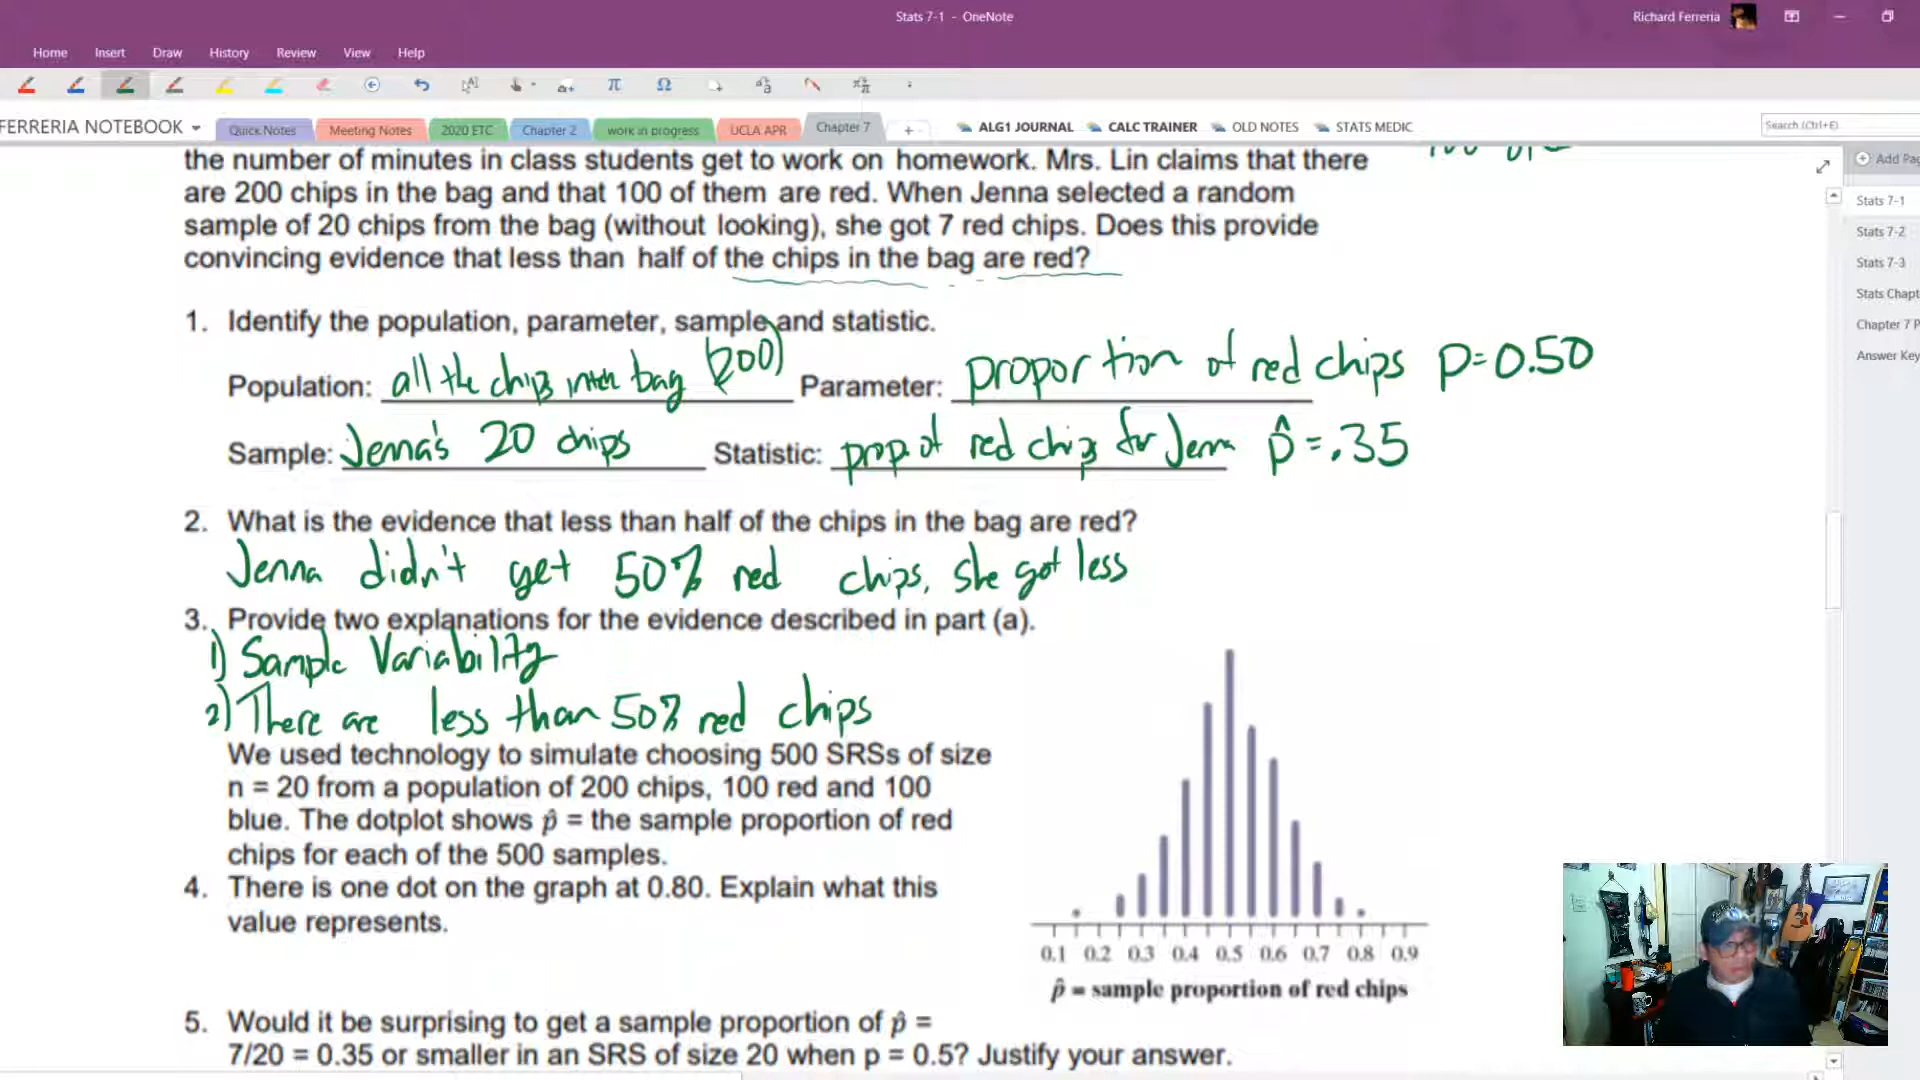 Stats 7-1 - OneNote
Richard Ferreria
Home Insert Draw History Review View Help
FERRERIA NOTEBOOK
Quick Notes Meeting Notes 2020 ETC Chapter 2 work in progress UCLA APR Chapter 7 + ALG1 JOURNAL CALC TRAINER OLD NOTES STATS MEDIC
Search (Ctrl+E)
Add Pag
Stats 7-1
Stats 7-2
Stats 7-3
Stats Chapt
Chapter 7 P
Answer Key
the number of minutes in class students get to work on homework. Mrs. Lin claims that there
are 200 chips in the bag and that 100 of them are red. When Jenna selected a random
sample of 20 chips from the bag (without looking), she got 7 red chips. Does this provide
convincing evidence that less than half of the chips in the bag are red?
1. Identify the population, parameter, sample and statistic.
Population: all the chips in the bag (200) Parameter: proportion of red chips p=0.50
Sample: Jenna's 20 chips Statistic: prop. of red chips for Jenna p̂ = .35
2. What is the evidence that less than half of the chips in the bag are red?
Jenna didn't get 50% red chips, she got less
3. Provide two explanations for the evidence described in part (a).
1) Sample Variability
2) There are less than 50% red chips
We used technology to simulate choosing 500 SRSs of size
n = 20 from a population of 200 chips, 100 red and 100
blue. The dotplot shows p̂ = the sample proportion of red
chips for each of the 500 samples.
4. There is one dot on the graph at 0.80. Explain what this
value represents.
0.1 0.2 0.3 0.4 0.5 0.6 0.7 0.8 0.9
p̂ = sample proportion of red chips
5. Would it be surprising to get a sample proportion of p̂ =
7/20 = 0.35 or smaller in an SRS of size 20 when p = 0.5? Justify your answer.